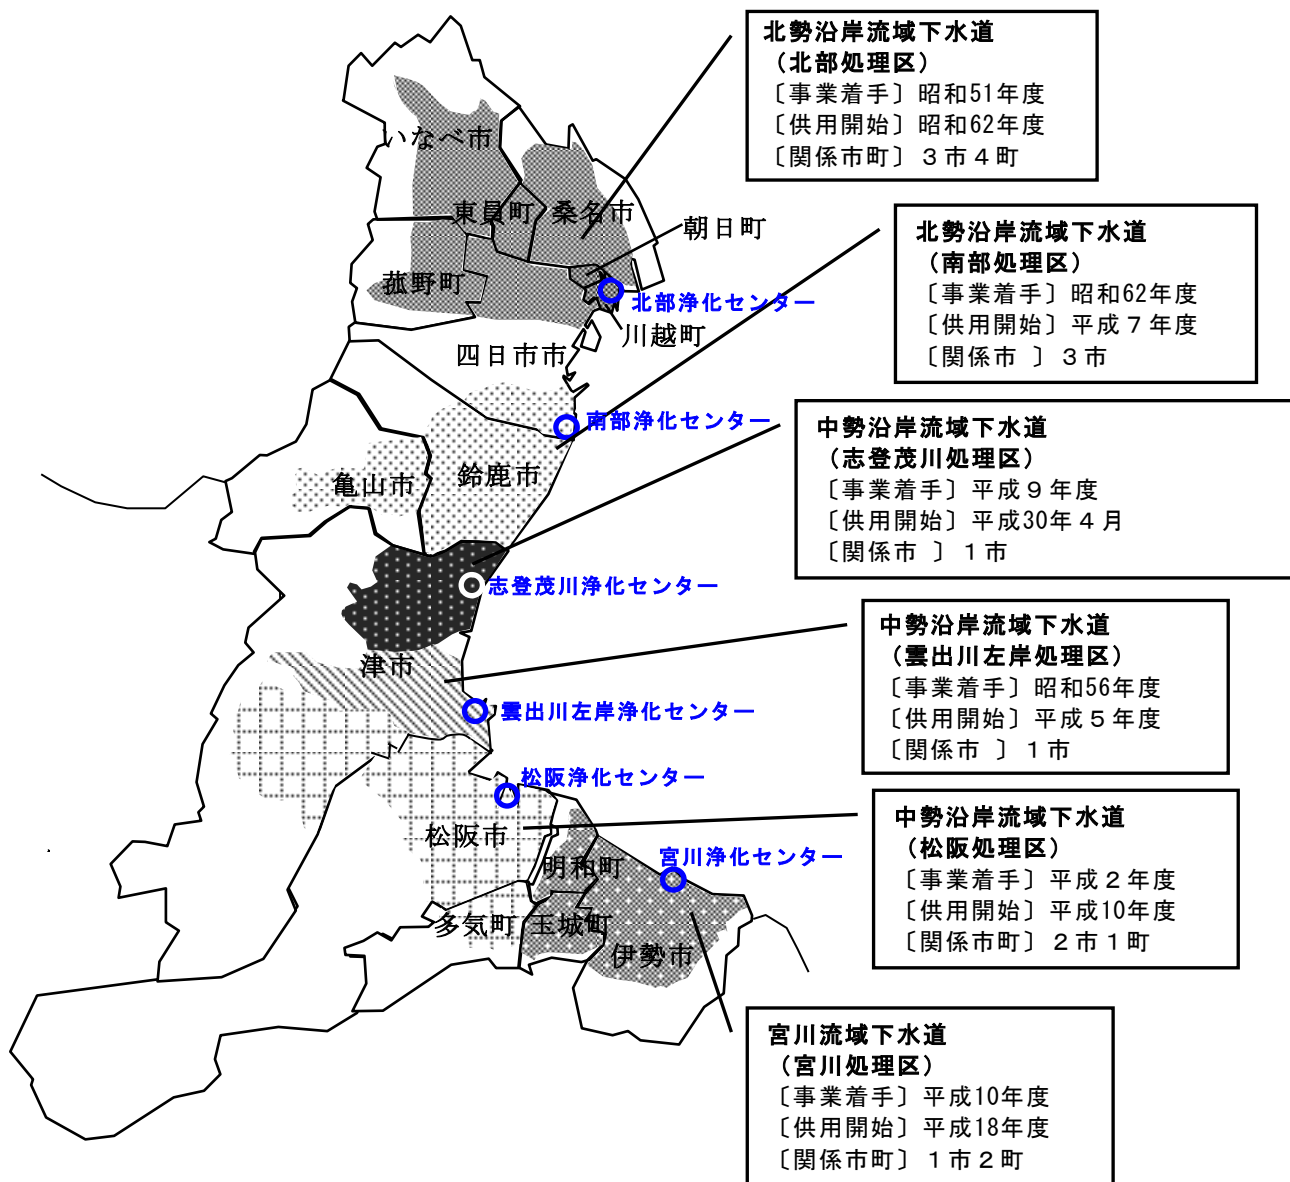 北勢沿岸流域下水道
（北部処理区）
〔事業着手〕昭和51年度
〔供用開始〕昭和62年度
〔関係市町〕３市４町
いなべ市
東員町
桑名市
朝日町
菰野町
北部浄化センター
川越町
四日市市
北勢沿岸流域下水道
（南部処理区）
〔事業着手〕昭和62年度
〔供用開始〕平成７年度
〔関係市 〕３市
南部浄化センター
鈴鹿市
亀山市
中勢沿岸流域下水道
（志登茂川処理区）
〔事業着手〕平成９年度
〔供用開始〕平成30年４月
〔関係市 〕１市
志登茂川浄化センター
津市
中勢沿岸流域下水道
（雲出川左岸処理区）
〔事業着手〕昭和56年度
〔供用開始〕平成５年度
〔関係市 〕１市
雲出川左岸浄化センター
松阪浄化センター
松阪市
中勢沿岸流域下水道
（松阪処理区）
〔事業着手〕平成２年度
〔供用開始〕平成10年度
〔関係市町〕２市１町
明和町
宮川浄化センター
多気町
玉城町
伊勢市
宮川流域下水道
（宮川処理区）
〔事業着手〕平成10年度
〔供用開始〕平成18年度
〔関係市町〕１市２町